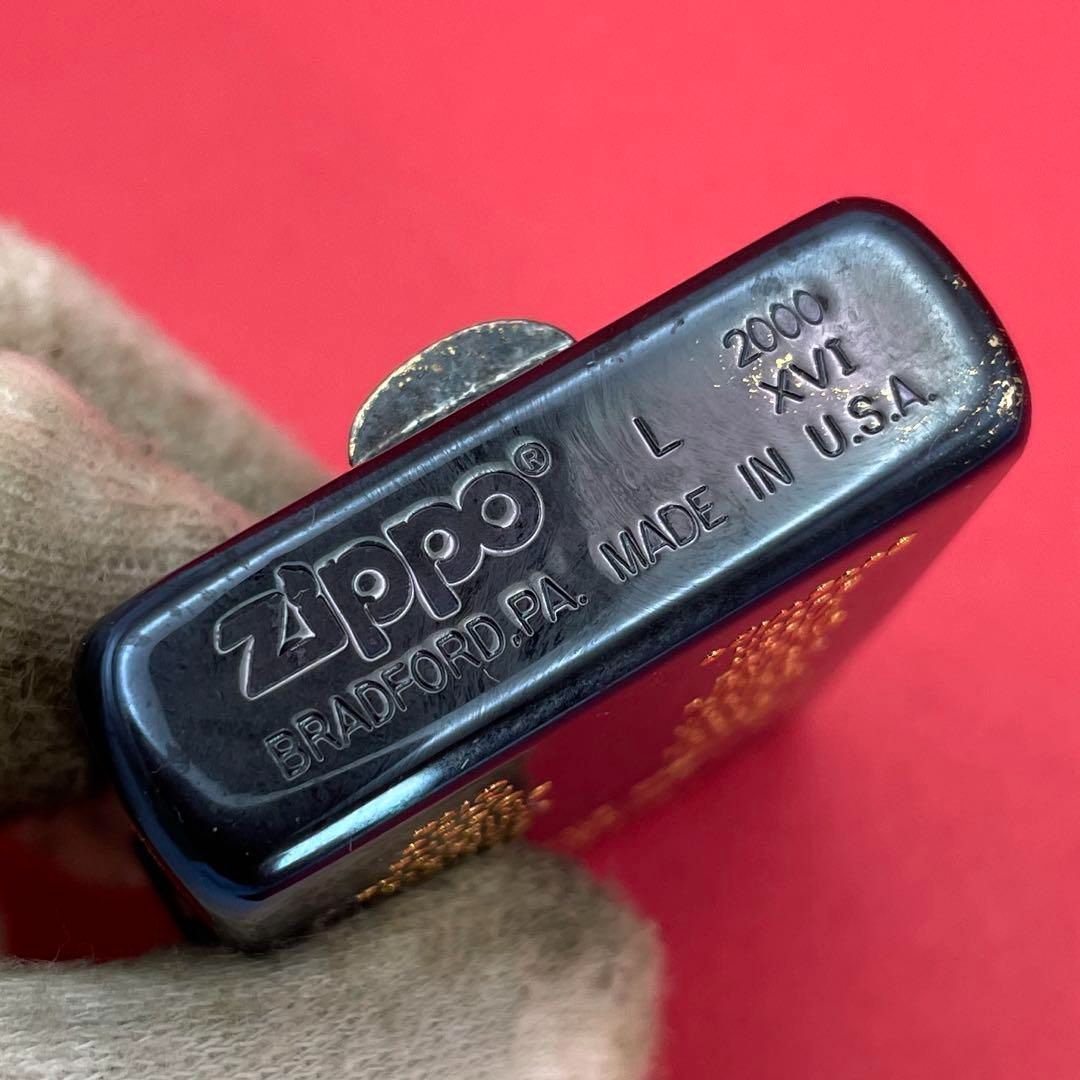 Zippo®
L
2000
XVI
BRADFORD,PA. MADE IN U.S.A.